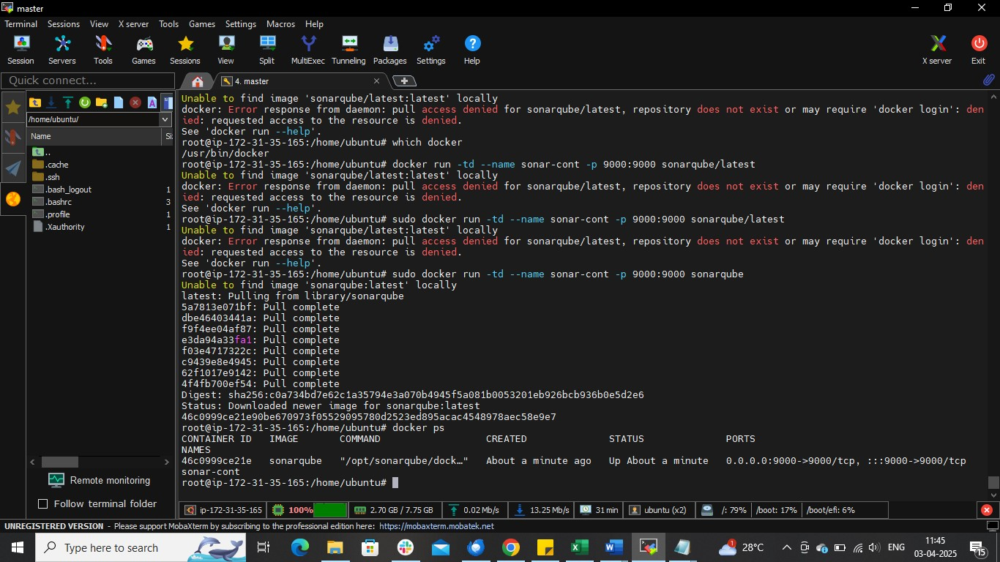 master
Terminal Sessions View X server Tools Games Settings Macros Help
Session Servers Tools Games Sessions View Split MultiExec Tunneling Packages Settings Help X server Exit
Quick connect... 4. master
Unable to find image 'sonarqube/latest:latest' locally
docker: Error response from daemon: pull access denied for sonarqube/latest, repository does not exist or may require 'docker login': den
ied: requested access to the resource is denied.
See 'docker run --help'.
root@ip-172-31-35-165:/home/ubuntu# which docker
/usr/bin/docker
root@ip-172-31-35-165:/home/ubuntu# docker run -td --name sonar-cont -p 9000:9000 sonarqube/latest
Unable to find image 'sonarqube/latest:latest' locally
docker: Error response from daemon: pull access denied for sonarqube/latest, repository does not exist or may require 'docker login': den
ied: requested access to the resource is denied.
See 'docker run --help'.
root@ip-172-31-35-165:/home/ubuntu# sudo docker run -td --name sonar-cont -p 9000:9000 sonarqube/latest
Unable to find image 'sonarqube/latest:latest' locally
docker: Error response from daemon: pull access denied for sonarqube/latest, repository does not exist or may require 'docker login': den
ied: requested access to the resource is denied.
See 'docker run --help'.
root@ip-172-31-35-165:/home/ubuntu# sudo docker run -td --name sonar-cont -p 9000:9000 sonarqube
Unable to find image 'sonarqube:latest' locally
latest: Pulling from library/sonarqube
5a7813e071bf: Pull complete
dbe46403441a: Pull complete
f9f4ee04af87: Pull complete
e3da94a33fa1: Pull complete
f03e4717322c: Pull complete
c9439e8e4945: Pull complete
62f1017e9142: Pull complete
4f4fb700ef54: Pull complete
Digest: sha256:c0a734bd7e62c1a35794e3a070b4945f5a081b0053201eb926bcb936b0e5d2e6
Status: Downloaded newer image for sonarqube:latest
46c0999ce21e90be670973f05529095780d2523ed895acac4548978aec58e9e7
root@ip-172-31-35-165:/home/ubuntu# docker ps
CONTAINER ID IMAGE COMMAND CREATED STATUS PORTS
NAMES
46c0999ce21e sonarqube "/opt/sonarqube/dock…" About a minute ago Up About a minute 0.0.0.0:9000->9000/tcp, :::9000->9000/tcp
sonar-cont
root@ip-172-31-35-165:/home/ubuntu#
/home/ubuntu/
Name Si
..
.cache
.ssh
.bash_logout 1
.bashrc 3
.profile 1
.Xauthority 1
Remote monitoring
Follow terminal folder
ip-172-31-35-165 100% 2.70 GB / 7.75 GB 0.02 Mb/s 13.25 Mb/s 31 min ubuntu (x2) /: 79% /boot: 17% /boot/efi: 6%
UNREGISTERED VERSION - Please support MobaXterm by subscribing to the professional edition here: https://mobaxterm.mobatek.net
Type here to search 1 28°C ENG 11:45
03-04-2025 15